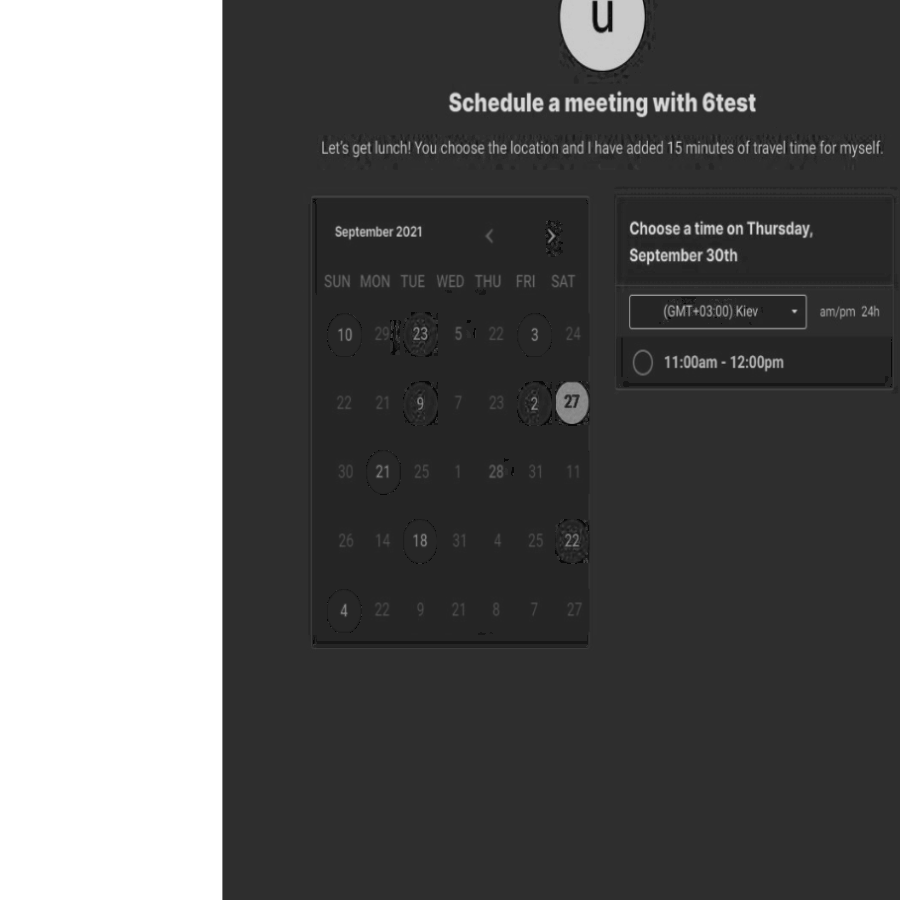 u
Schedule a meeting with 6test
Let's get lunch! You choose the location and I have added 15 minutes of travel time for myself.
September 2021
SUN MON TUE WED THU FRI SAT
10 29 23 5 22 3 24
22 21 9 7 23 2 27
30 21 25 1 28 31 11
26 14 18 31 4 25 22
4 22 9 21 8 7 27
Choose a time on Thursday,
September 30th
(GMT+03:00) Kiev am/pm 24h
11:00am - 12:00pm